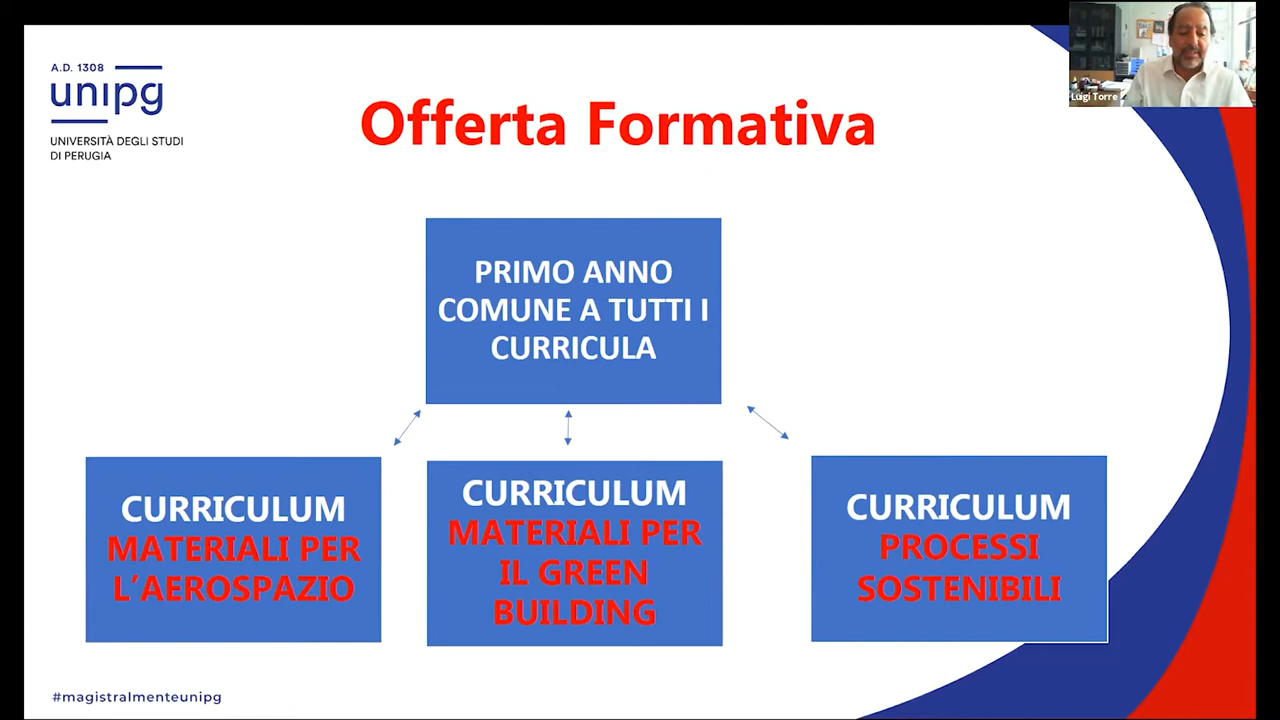 A.D. 1308
unipg
UNIVERSITÀ DEGLI STUDI
DI PERUGIA
Luigi Torre
Offerta Formativa
PRIMO ANNO
COMUNE A TUTTI I
CURRICULA
CURRICULUM
MATERIALI PER
L’AEROSPAZIO
CURRICULUM
MATERIALI PER
IL GREEN
BUILDING
CURRICULUM
PROCESSI
SOSTENIBILI
#magistralmenteunipg